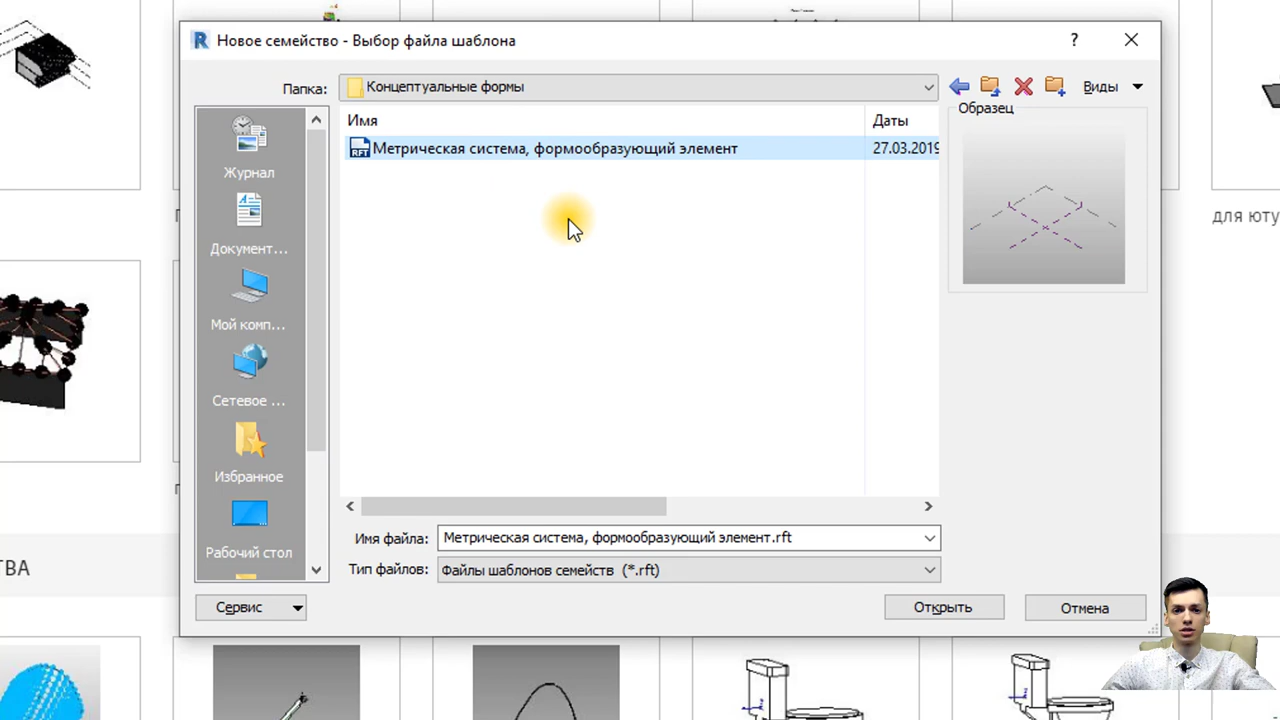 Новое семейство - Выбор файла шаблона
?
Папка:
Концептуальные формы
Виды
Имя
Даты
Образец
Метрическая система, формообразующий элемент
27.03.2019
Журнал
Документ...
Мой комп...
Сетевое ...
Избранное
Рабочий стол
Имя файла:
Метрическая система, формообразующий элемент.rft
Тип файлов:
Файлы шаблонов семейств (*.rft)
Сервис
Открыть
Отмена
для юту
ТВА